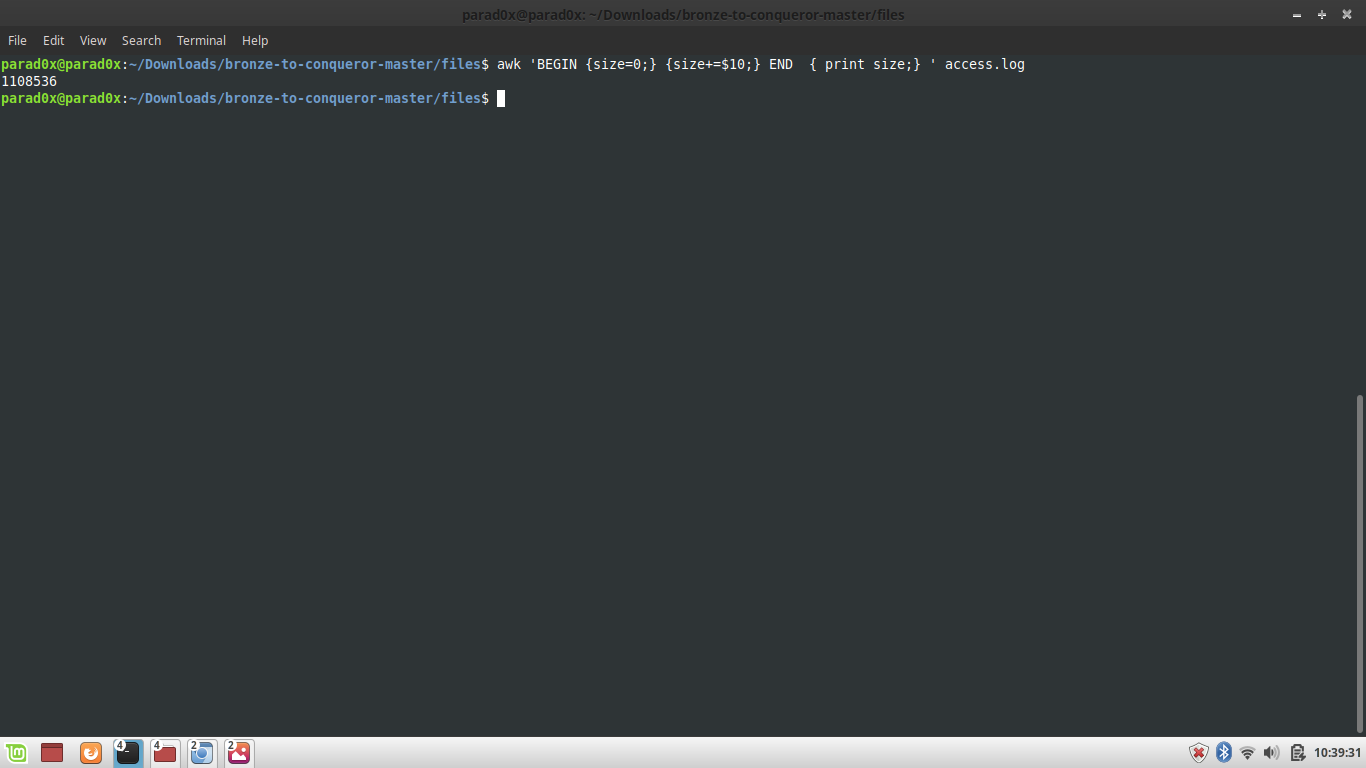 parad0x@parad0x: ~/Downloads/bronze-to-conqueror-master/files
File Edit View Search Terminal Help
parad0x@parad0x:~/Downloads/bronze-to-conqueror-master/files$ awk 'BEGIN {size=0;} {size+=$10;} END  { print size;} ' access.log
1108536
parad0x@parad0x:~/Downloads/bronze-to-conqueror-master/files$
4 4 2 2 10:39:31